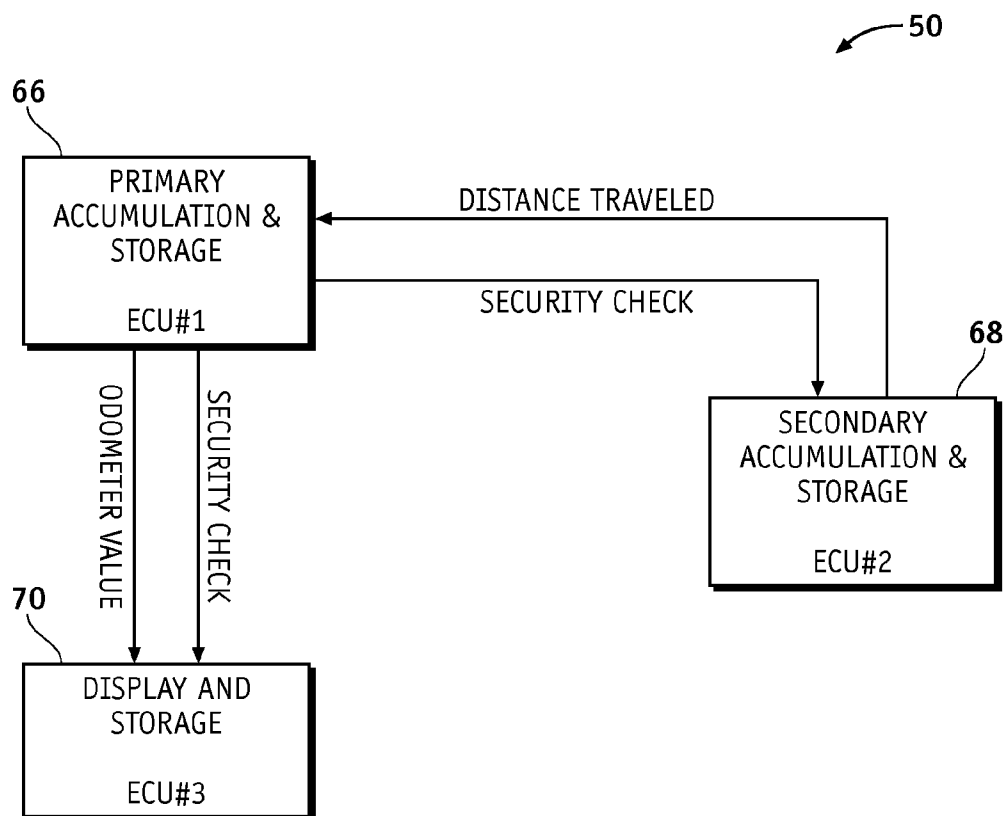 50
66
PRIMARY
ACCUMULATION &
STORAGE
ECU#1
DISTANCE TRAVELED
SECURITY CHECK
68
SECONDARY
ACCUMULATION &
STORAGE
ECU#2
ODOMETER VALUE
SECURITY CHECK
70
DISPLAY AND
STORAGE
ECU#3